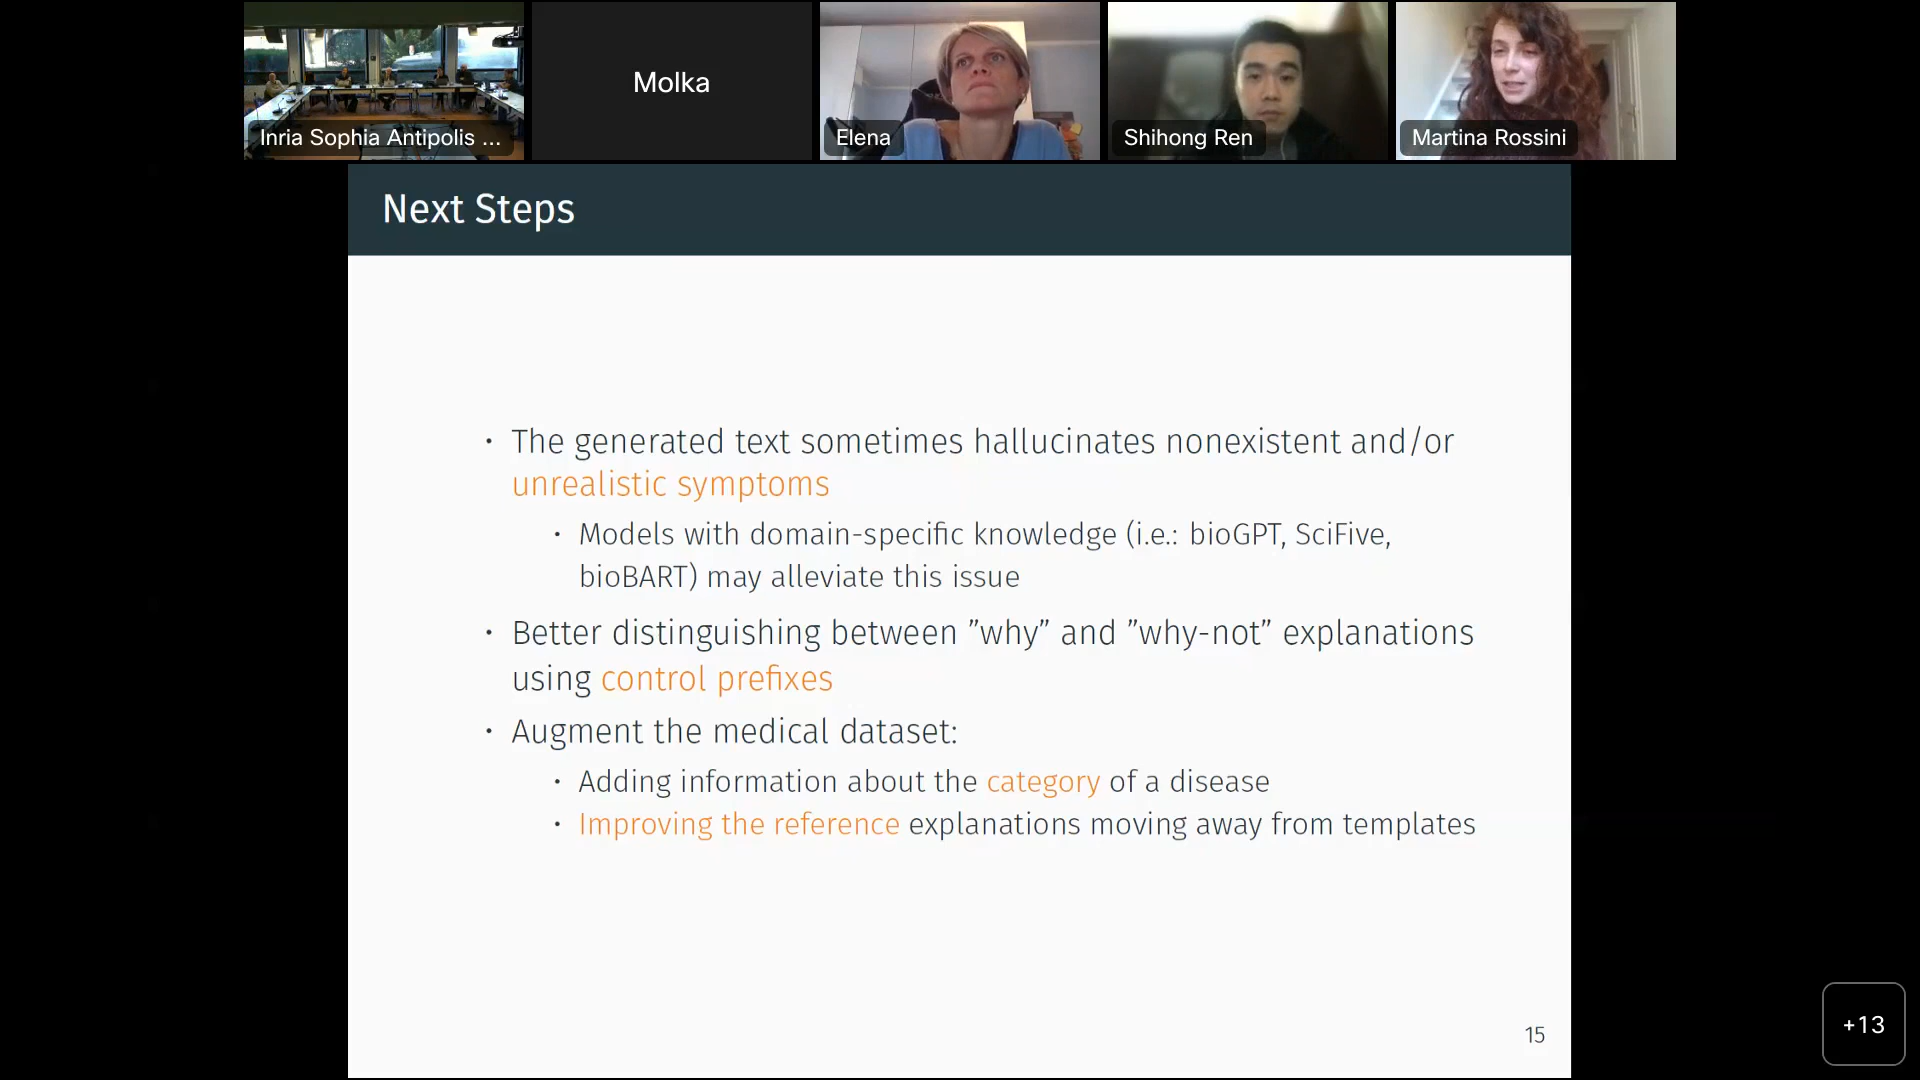 Inria Sophia Antipolis ...
Molka
Elena
Shihong Ren
Martina Rossini
Next Steps
• The generated text sometimes hallucinates nonexistent and/or
unrealistic symptoms
• Models with domain-specific knowledge (i.e.: bioGPT, SciFive,
bioBART) may alleviate this issue
• Better distinguishing between ”why” and ”why-not” explanations
using control prefixes
• Augment the medical dataset:
• Adding information about the category of a disease
• Improving the reference explanations moving away from templates
15
+13